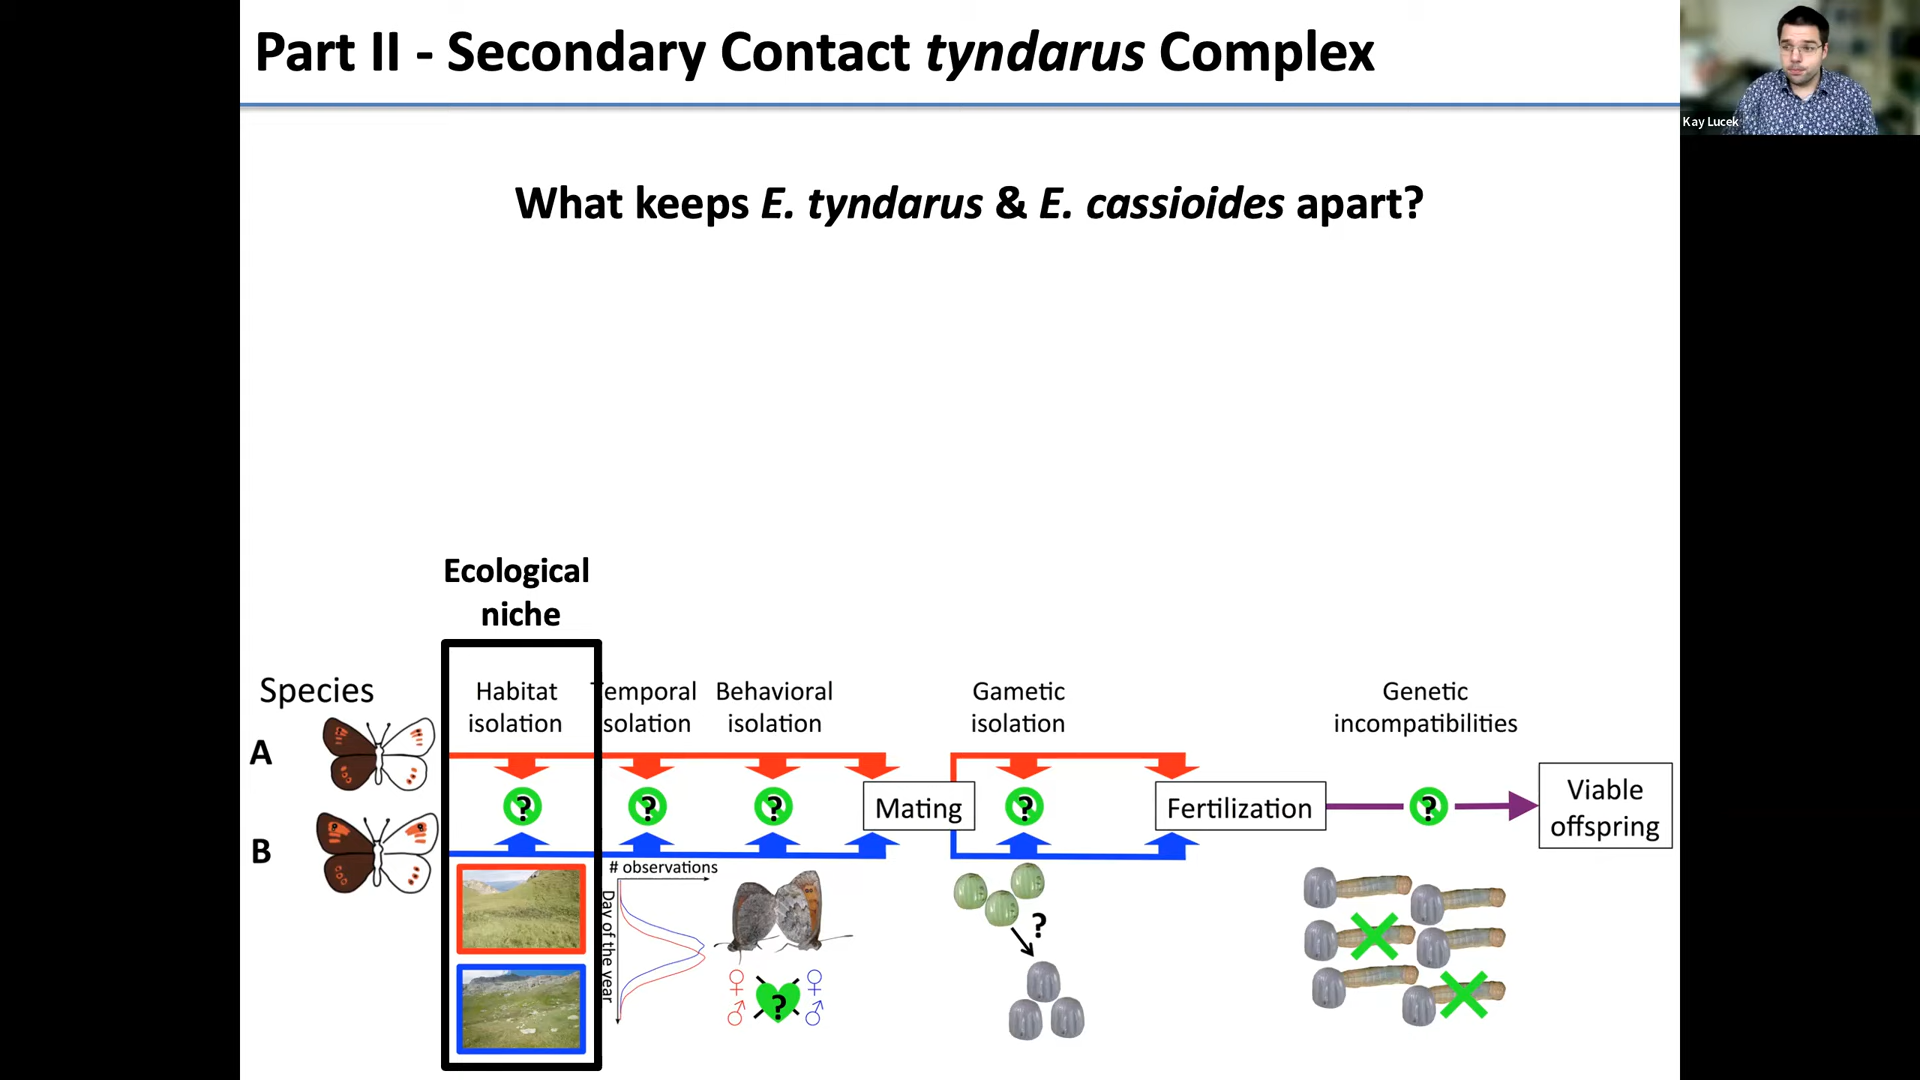 Part II - Secondary Contact tyndarus Complex
Kay Lucek
What keeps E. tyndarus & E. cassioides apart?
Ecological
niche
Species
A
B
Habitat
isolation
Temporal
isolation
Behavioral
isolation
Gametic
isolation
Genetic
incompatibilities
?
?
?
Mating
?
Fertilization
?
Viable
offspring
# observations
Day of the year
?
?